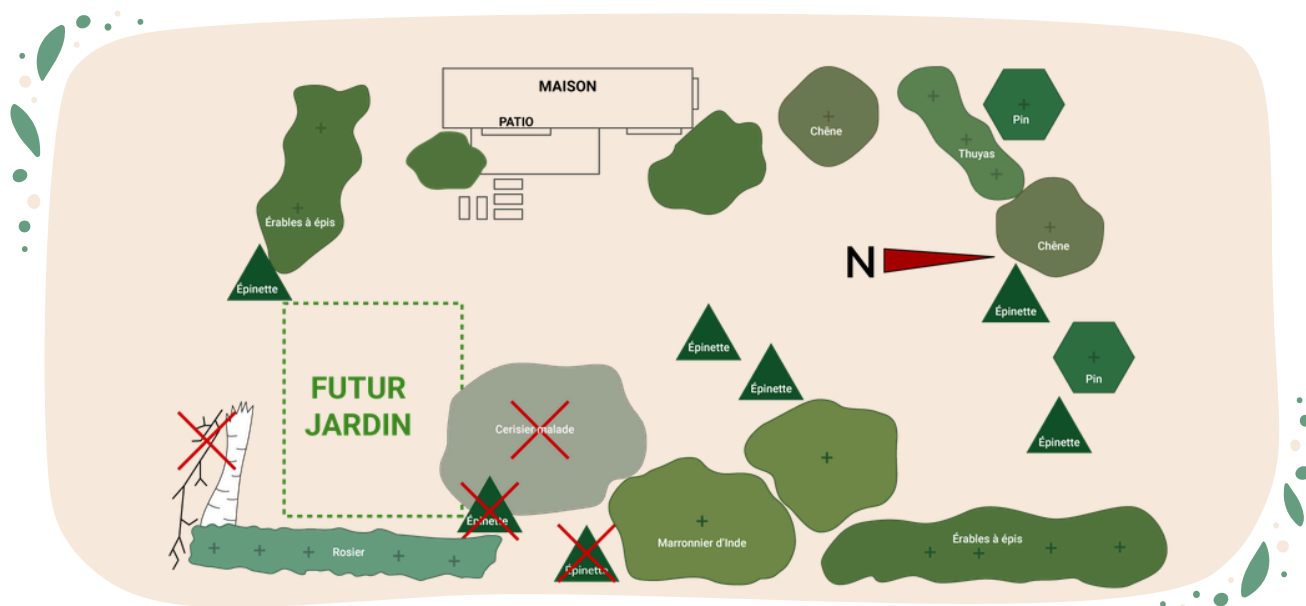 MAISON
PATIO
Chêne
Pin
Thuyas
Érables à épis
Chêne
N
Épinette
Épinette
Épinette
Épinette
Pin
FUTUR
JARDIN
Cerisier malade
Épinette
Épinette
Rosier
Épinette
Marronnier d'Inde
Érables à épis